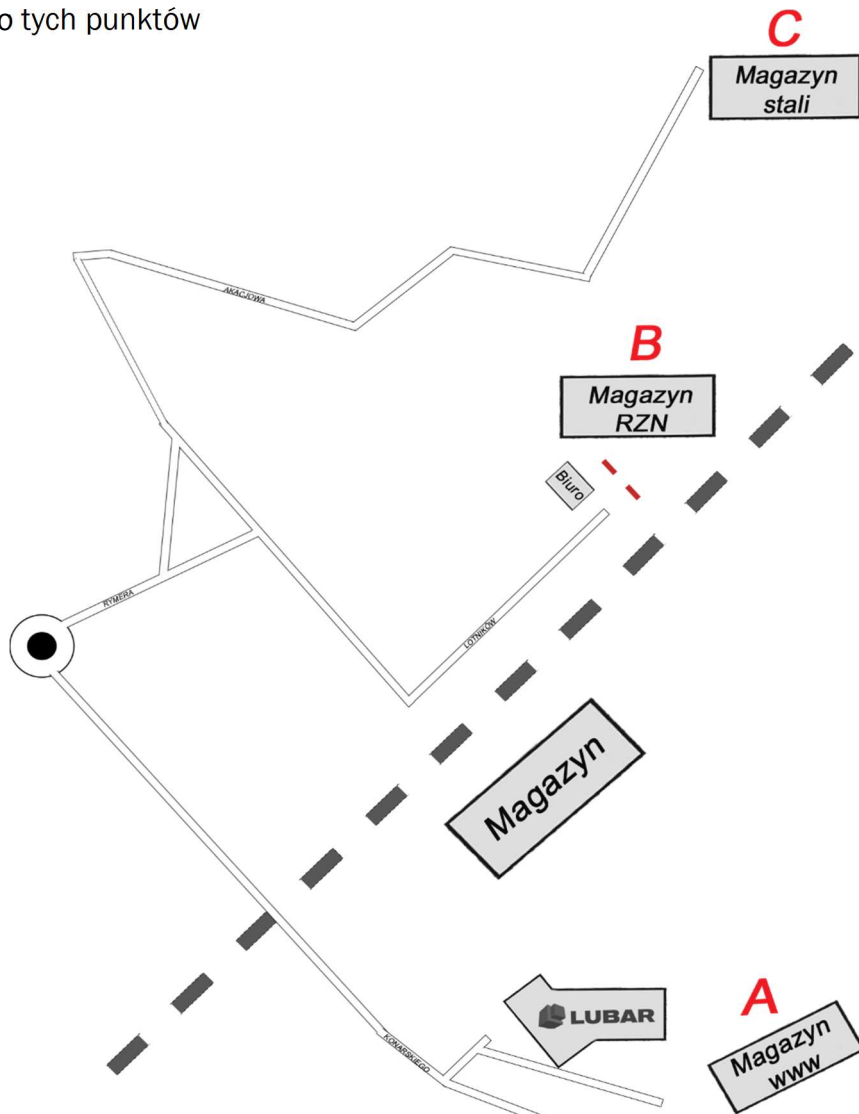 o tych punktów
C
Magazyn
stali
AKACJOWA
B
Magazyn
RZN
Biuro
RYMERA
LOTNIKÓW
Magazyn
LUBAR
A
Magazyn
www
KONARSKIEGO